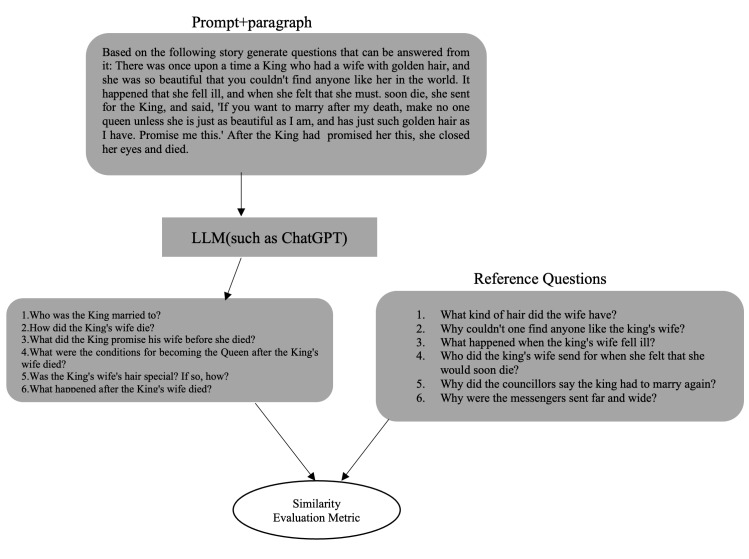 Prompt+paragraph
Based on the following story generate questions that can be answered from
it: There was once upon a time a King who had a wife with golden hair, and
she was so beautiful that you couldn't find anyone like her in the world. It
happened that she fell ill, and when she felt that she must. soon die, she sent
for the King, and said, 'If you want to marry after my death, make no one
queen unless she is just as beautiful as I am, and has just such golden hair as
I have. Promise me this.' After the King had promised her this, she closed
her eyes and died.
LLM(such as ChatGPT)
1.Who was the King married to?
2.How did the King's wife die?
3.What did the King promise his wife before she died?
4.What were the conditions for becoming the Queen after the King's
wife died?
5.Was the King's wife's hair special? If so, how?
6.What happened after the King's wife died?
Reference Questions
1. What kind of hair did the wife have?
2. Why couldn't one find anyone like the king's wife?
3. What happened when the king's wife fell ill?
4. Who did the king's wife send for when she felt that she
would soon die?
5. Why did the councillors say the king had to marry again?
6. Why were the messengers sent far and wide?
Similarity
Evaluation Metric